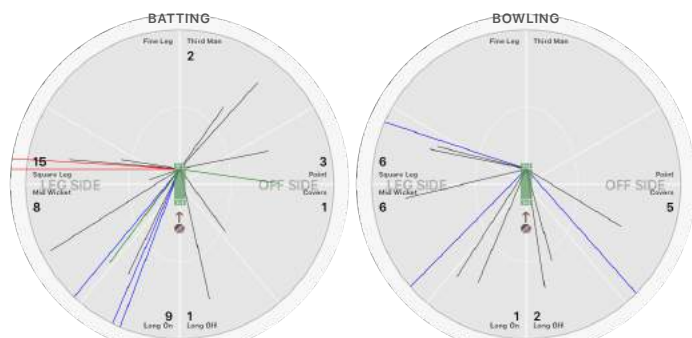 BATTING
Fine Leg Third Man
2
15
Square Leg
LEG SIDE
Mid Wicket
8
3
Point
OFF SIDE
Covers
1
9 1
Long On Long Off
BOWLING
Fine Leg Third Man
6
Square Leg
LEG SIDE
Mid Wicket
6
Point
OFF SIDE
Covers
5
1 2
Long On Long Off